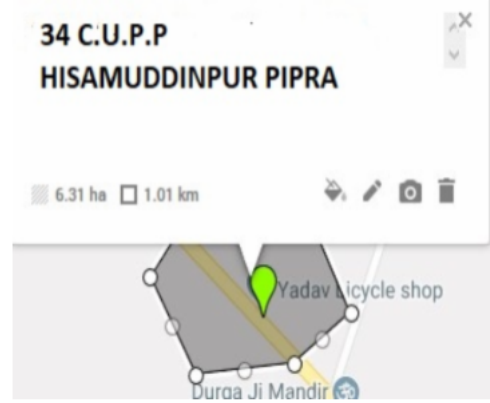 34 C.U.P.P
HISAMUDDINPUR PIPRA
6.31 ha 1.01 km
Yadav bicycle shop
Durga Ji Mandir